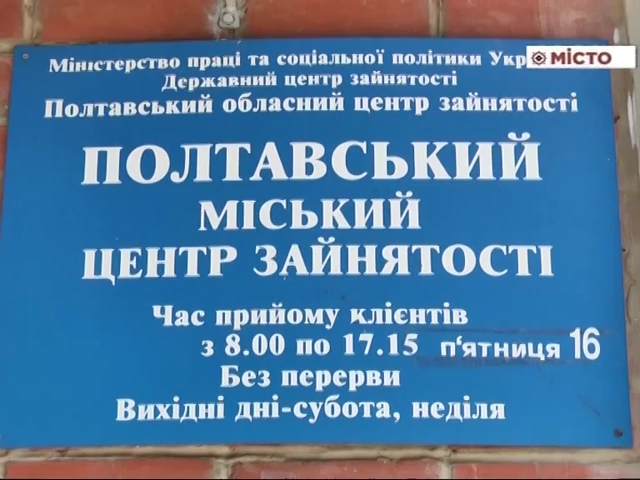 Міністерство праці та соціальної політики Укр
МІСТО
Державний центр зайнятості
Полтавський обласний центр зайнятості
ПОЛТАВСЬКИЙ
МІСЬКИЙ
ЦЕНТР ЗАЙНЯТОСТІ
Час прийому клієнтів
з 8.00 по 17.15 п'ятниця 16
Без перерви
Вихідні дні-субота, неділя